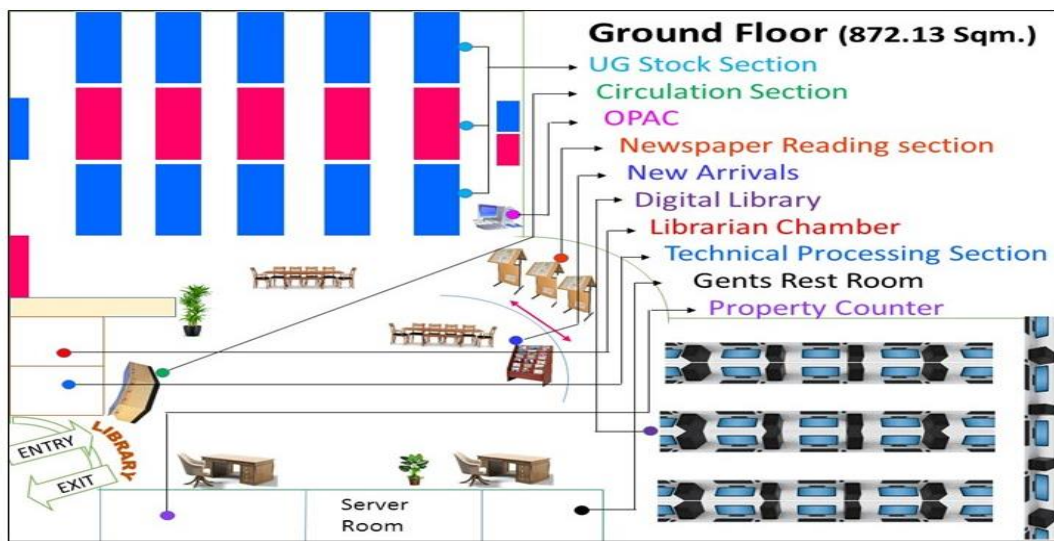 Ground Floor (872.13 Sqm.)
UG Stock Section
Circulation Section
OPAC
Newspaper Reading section
New Arrivals
Digital Library
Librarian Chamber
Technical Processing Section
Gents Rest Room
Property Counter
LIBRARY
ENTRY
EXIT
Server
Room